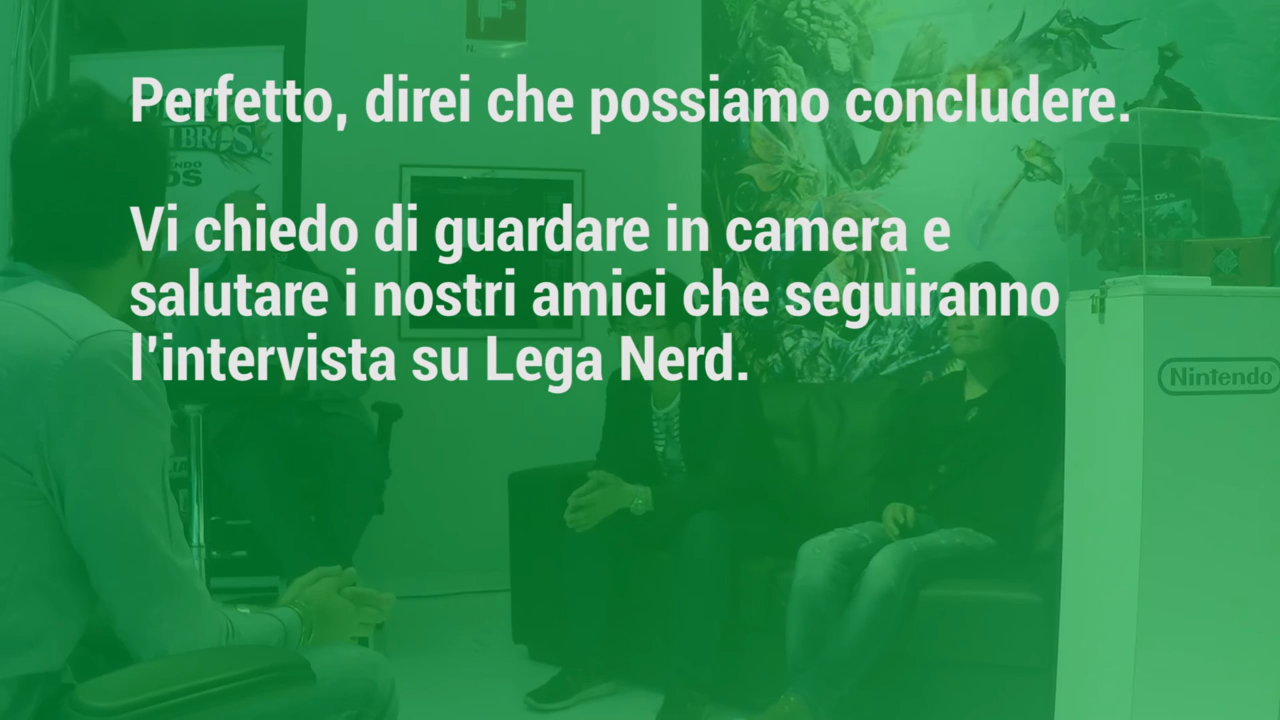 Perfetto, direi che possiamo concludere.
Vi chiedo di guardare in camera e
salutare i nostri amici che seguiranno
l'intervista su Lega Nerd.
BROS.
Nintendo